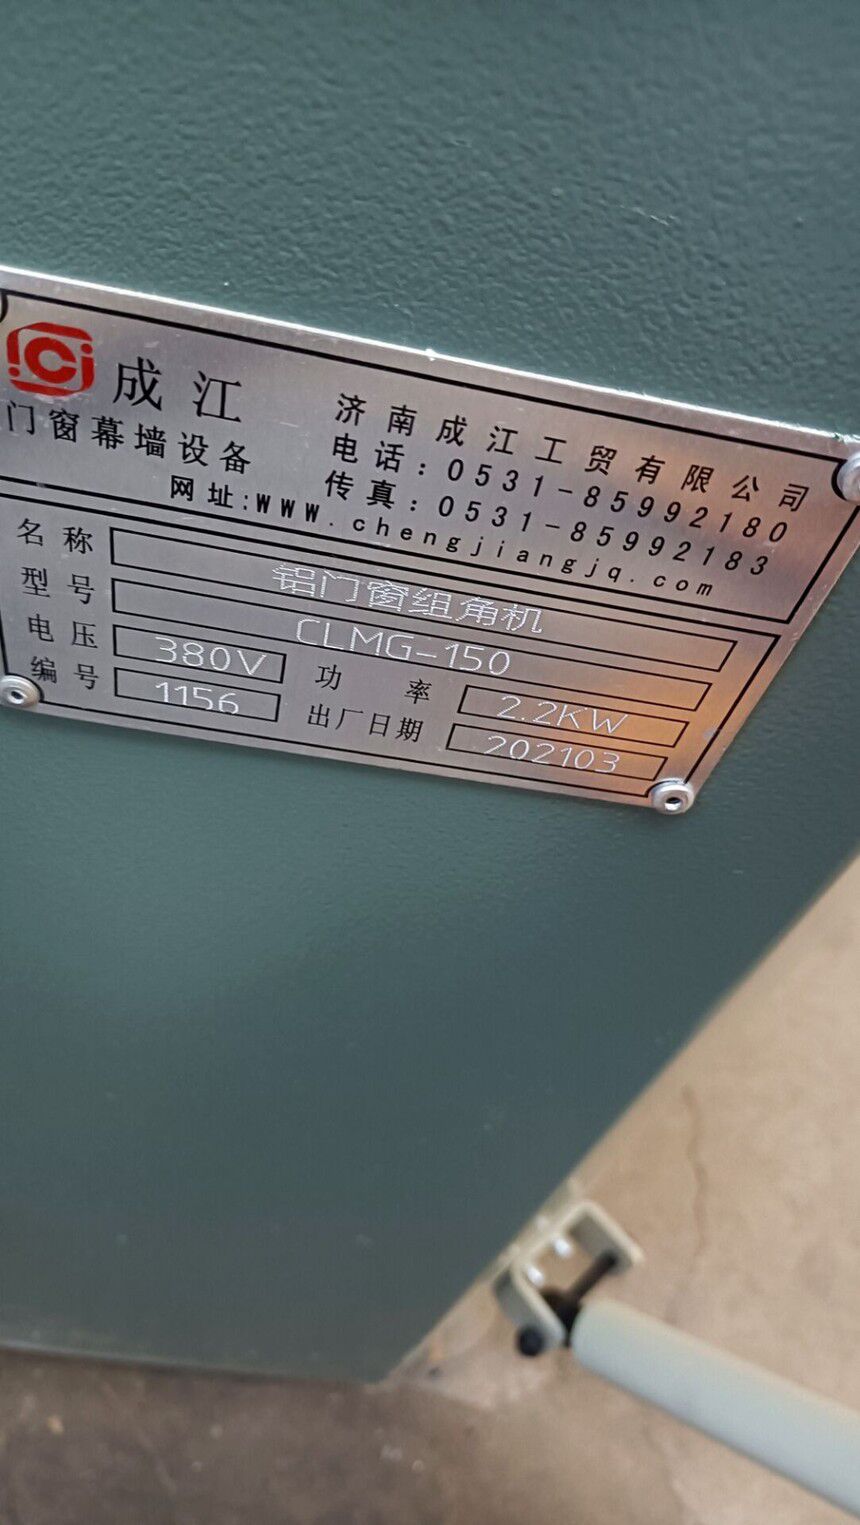 成江
门窗幕墙设备
济南成江工贸有限公司
电话:0531-85992180
传真:0531-85992183
网址:www.chengjiangjq.com
名称 铝门窗组角机
型号 CLMG-150
电压 380V 功率 2.2KW
编号 1156 出厂日期 202103